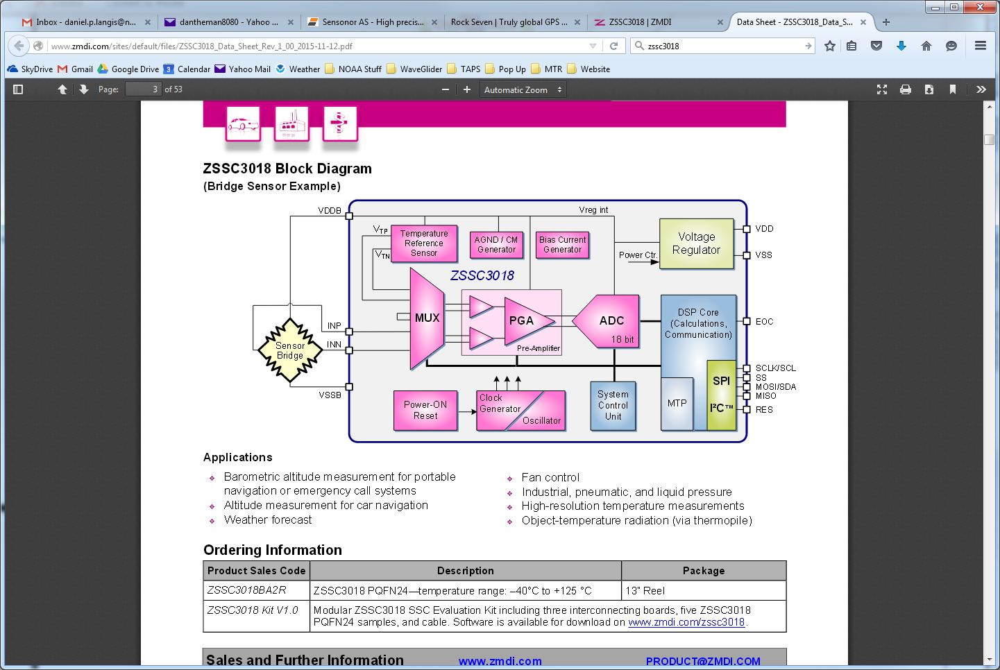 Inbox - daniel.p.langis@n...
dantheman8080 - Yahoo ...
Sensonor AS - High precis...
Rock Seven | Truly global GPS ...
ZSSC3018 | ZMDI
Data Sheet - ZSSC3018_Data_S...
www.zmdi.com/sites/default/files/ZSSC3018_Data_Sheet_Rev_1_00_2015-11-12.pdf
zssc3018
SkyDrive
Gmail
Google Drive
3
Calendar
Yahoo Mail
Weather
NOAA Stuff
WaveGlider
TAPS
Pop Up
MTR
Website
Page: 3 of 53
Automatic Zoom
ZSSC3018 Block Diagram
(Bridge Sensor Example)
VDDB
Vreg int
VTP
VTN
Temperature
Reference
Sensor
AGND / CM
Generator
Bias Current
Generator
Voltage
Regulator
VDD
VSS
Power Ctr.
ZSSC3018
MUX
PGA
Pre-Amplifier
ADC
18 bit
DSP Core
(Calculations,
Communication)
EOC
INP
INN
Sensor
Bridge
VSSB
SCLK/SCL
SS
MOSI/SDA
MISO
RES
SPI
I²C™
MTP
System
Control
Unit
Power-ON
Reset
Clock
Generator
Oscillator
Applications
Barometric altitude measurement for portable
navigation or emergency call systems
Altitude measurement for car navigation
Weather forecast
Fan control
Industrial, pneumatic, and liquid pressure
High-resolution temperature measurements
Object-temperature radiation (via thermopile)
Ordering Information
Product Sales Code Description Package
ZSSC3018BA2R ZSSC3018 PQFN24—temperature range: –40°C to +125 °C 13" Reel
ZSSC3018 Kit V1.0 Modular ZSSC3018 SSC Evaluation Kit including three interconnecting boards, five ZSSC3018
PQFN24 samples, and cable. Software is available for download on www.zmdi.com/zssc3018.
Sales and Further Information www.zmdi.com PRODUCT@ZMDI.COM